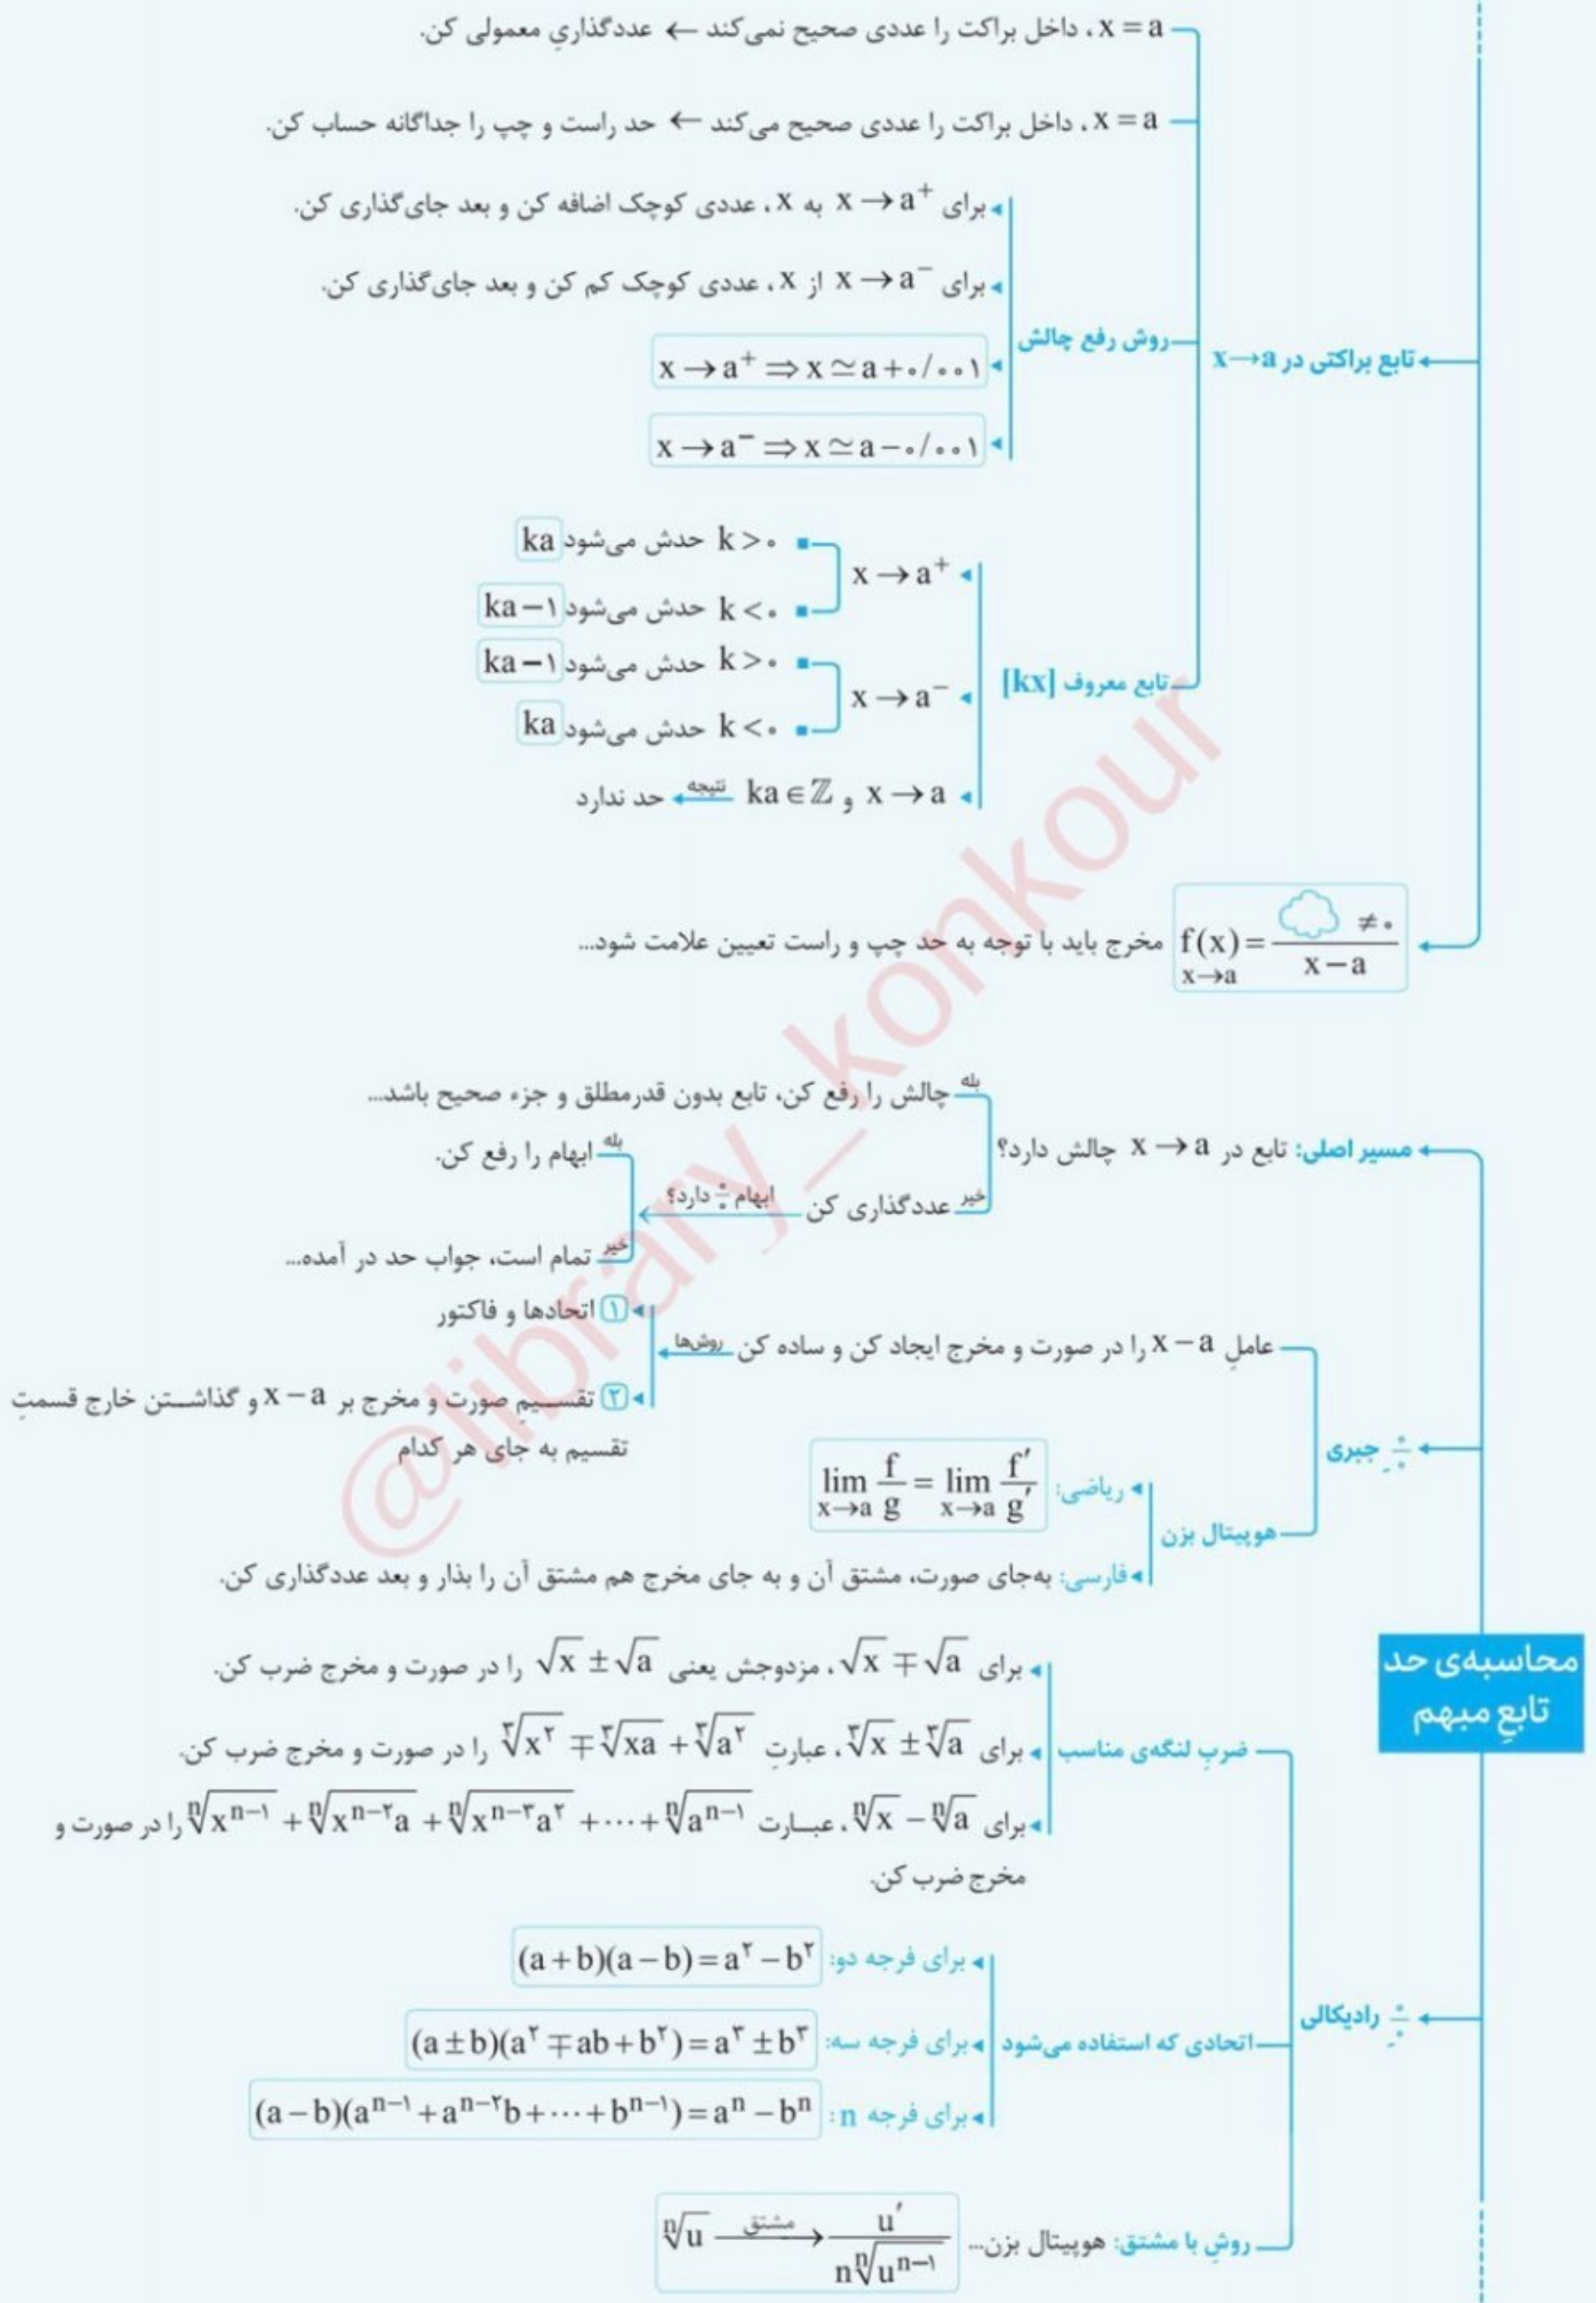 x = a، داخل براکت را عددی صحیح نمی‌کند ← عددگذاریِ معمولی کن.
x = a، داخل براکت را عددی صحیح می‌کند ← حد راست و چپ را جداگانه حساب کن.
تابع براکتی در x→a
روش رفع چالش
برای x → a⁺ به x، عددی کوچک اضافه کن و بعد جای‌گذاری کن.
برای x → a⁻ از x، عددی کوچک کم کن و بعد جای‌گذاری کن.
x → a⁺ ⇒ x ≃ a + ۰/۰۰۱
x → a⁻ ⇒ x ≃ a − ۰/۰۰۱
تابع معروف [kx]
x → a⁺
k > ۰ حدش می‌شود ka
k < ۰ حدش می‌شود ka − ۱
x → a⁻
k > ۰ حدش می‌شود ka − ۱
k < ۰ حدش می‌شود ka
x → a و ka ∈ ℤ نتیجه حد ندارد
f(x) = ≠ ۰ / x − a مخرج باید با توجه به حد چپ و راست تعیین علامت شود...
x→a
محاسبه‌ی حد
تابعِ مبهم
مسیر اصلی: تابع در x → a چالش دارد؟
بله چالش را رفع کن، تابع بدون قدرمطلق و جزء صحیح باشد...
خیر عددگذاری کن ابهام ۰/۰ دارد؟
بله ابهام را رفع کن.
خیر تمام است، جواب حد در آمده...
۰/۰ جبری
عاملِ x − a را در صورت و مخرج ایجاد کن و ساده کن روش‌ها
۱ اتحادها و فاکتور
۲ تقسیمِ صورت و مخرج بر x − a و گذاشتن خارج قسمتِ
تقسیم به جای هر کدام
هوپیتال بزن
ریاضی: lim x→a f/g = lim x→a f′/g′
فارسی: به‌جای صورت، مشتق آن و به جای مخرج هم مشتق آن را بذار و بعد عددگذاری کن.
۰/۰ رادیکالی
ضربِ لنگه‌ی مناسب
برای √x ∓ √a، مزدوجش یعنی √x ± √a را در صورت و مخرج ضرب کن.
برای ³√x ± ³√a، عبارتِ ³√x² ∓ ³√xa + ³√a² را در صورت و مخرج ضرب کن.
برای ⁿ√x − ⁿ√a، عبارت ⁿ√xⁿ⁻¹ + ⁿ√xⁿ⁻²a + ⁿ√xⁿ⁻³a² + ⋯ + ⁿ√aⁿ⁻¹ را در صورت و
مخرج ضرب کن.
اتحادی که استفاده می‌شود
برای فرجه دو: (a + b)(a − b) = a² − b²
برای فرجه سه: (a ± b)(a² ∓ ab + b²) = a³ ± b³
برای فرجه n: (a − b)(aⁿ⁻¹ + aⁿ⁻²b + ⋯ + bⁿ⁻¹) = aⁿ − bⁿ
روشِ با مشتق: هوپیتال بزن... ⁿ√u مشتق → u′ / n ⁿ√uⁿ⁻¹
@library_konkour